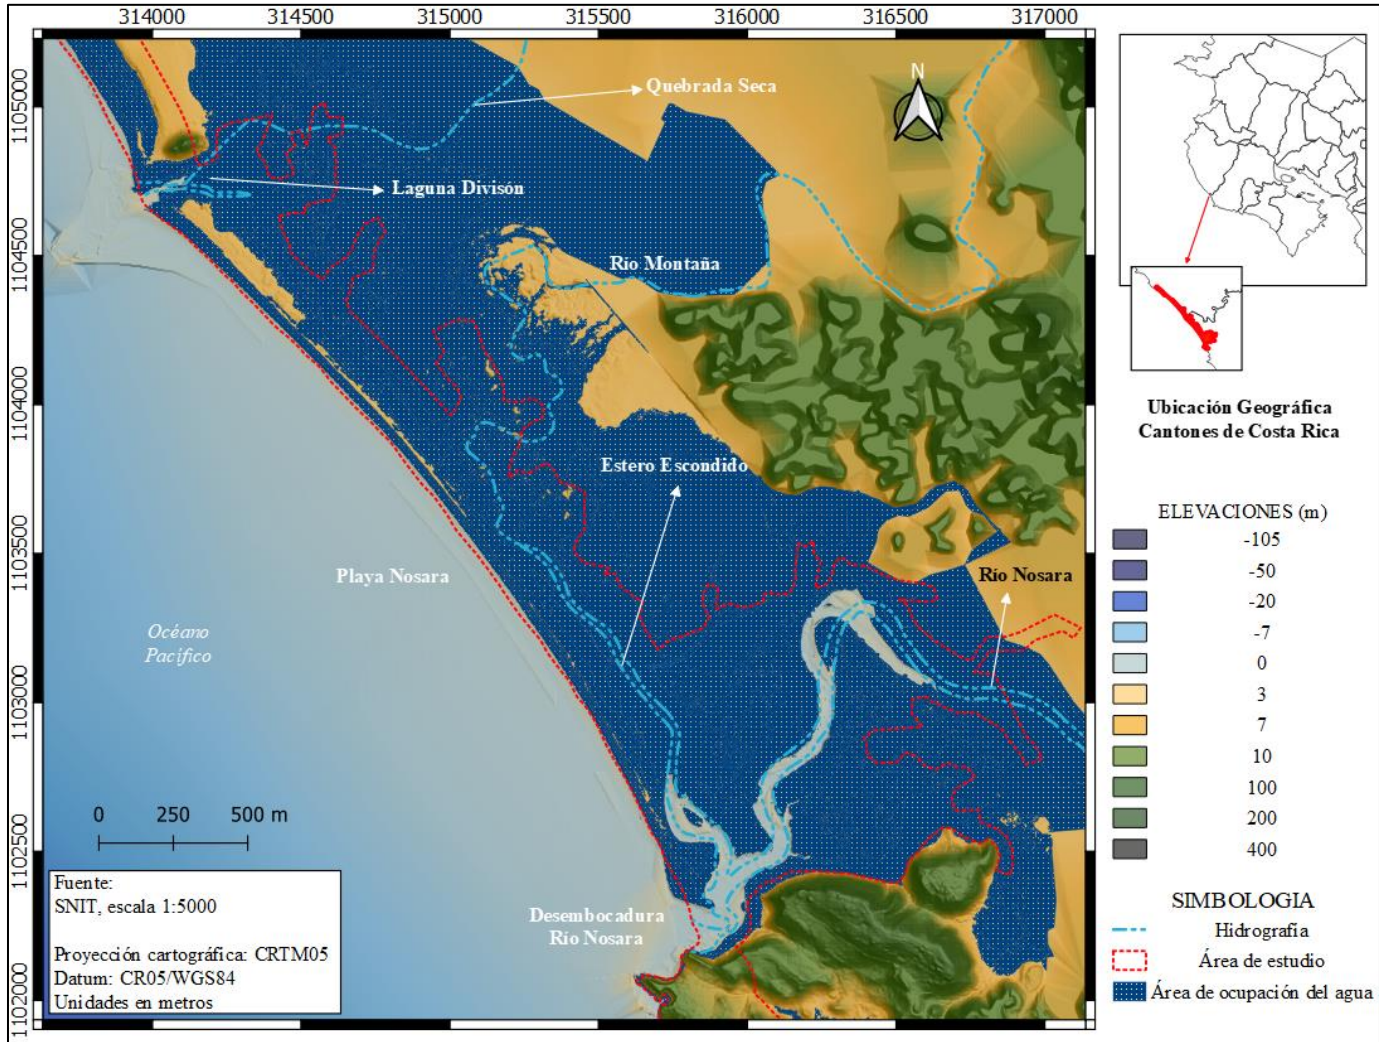 314000
314500
315000
315500
316000
316500
317000
1105000
1104500
1104000
1103500
1103000
1102500
1102000
Quebrada Seca
N
Laguna Divisón
Río Montaña
Estero Escondido
Playa Nosara
Río Nosara
Océano
Pacífico
0 250 500 m
Desembocadura
Río Nosara
Fuente:
SNIT, escala 1:5000
Proyección cartográfica: CRTM05
Datum: CR05/WGS84
Unidades en metros
Ubicación Geográfica
Cantones de Costa Rica
ELEVACIONES (m)
-105
-50
-20
-7
0
3
7
10
100
200
400
SIMBOLOGIA
Hidrografía
Área de estudio
Área de ocupación del agua